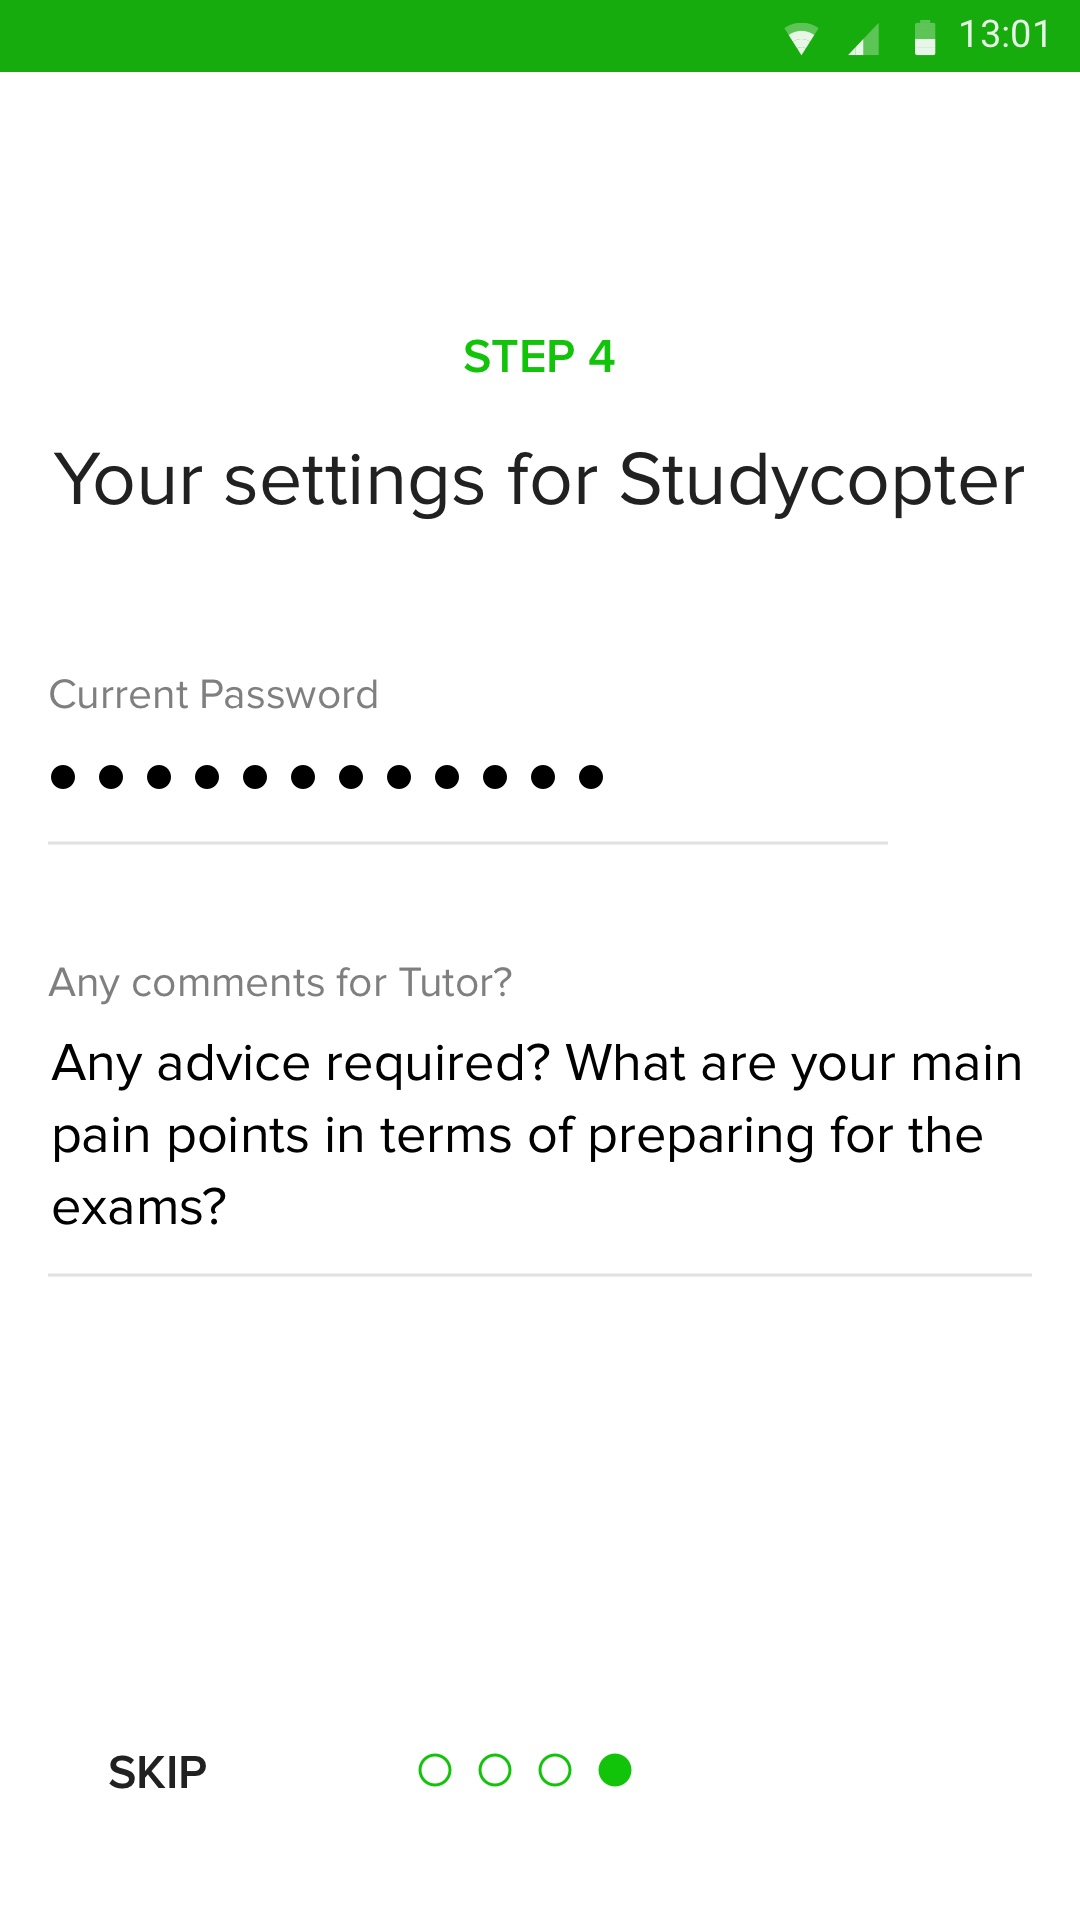 13:01
STEP 4
Your settings for Studycopter
Current Password
Any comments for Tutor?
Any advice required? What are your main
pain points in terms of preparing for the
exams?
SKIP